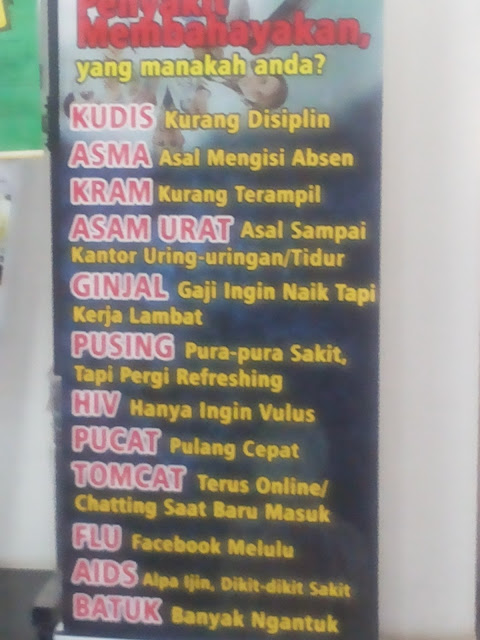 Penyakit
Membahayakan,
yang manakah anda?
KUDIS Kurang Disiplin
ASMA Asal Mengisi Absen
KRAM Kurang Terampil
ASAM URAT Asal Sampai
Kantor Uring-uringan/Tidur
GINJAL Gaji Ingin Naik Tapi
Kerja Lambat
PUSING Pura-pura Sakit,
Tapi Pergi Refreshing
HIV Hanya Ingin Vulus
PUCAT Pulang Cepat
TOMCAT Terus Online/
Chatting Saat Baru Masuk
FLU Facebook Melulu
AIDS Alpa Ijin, Dikit-dikit Sakit
BATUK Banyak Ngantuk